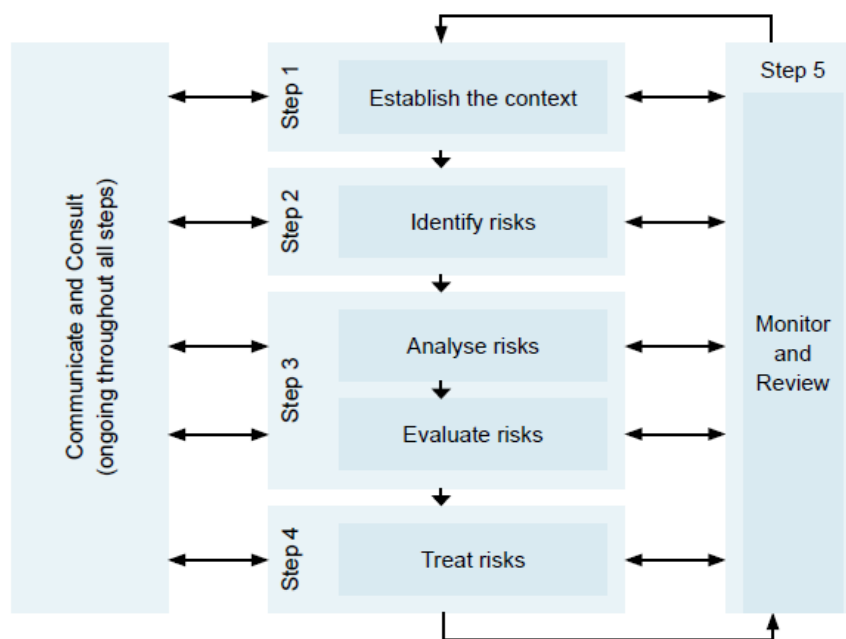 Communicate and Consult
(ongoing throughout all steps)
Step 1
Establish the context
Step 2
Identify risks
Step 3
Analyse risks
Evaluate risks
Step 4
Treat risks
Step 5
Monitor
and
Review